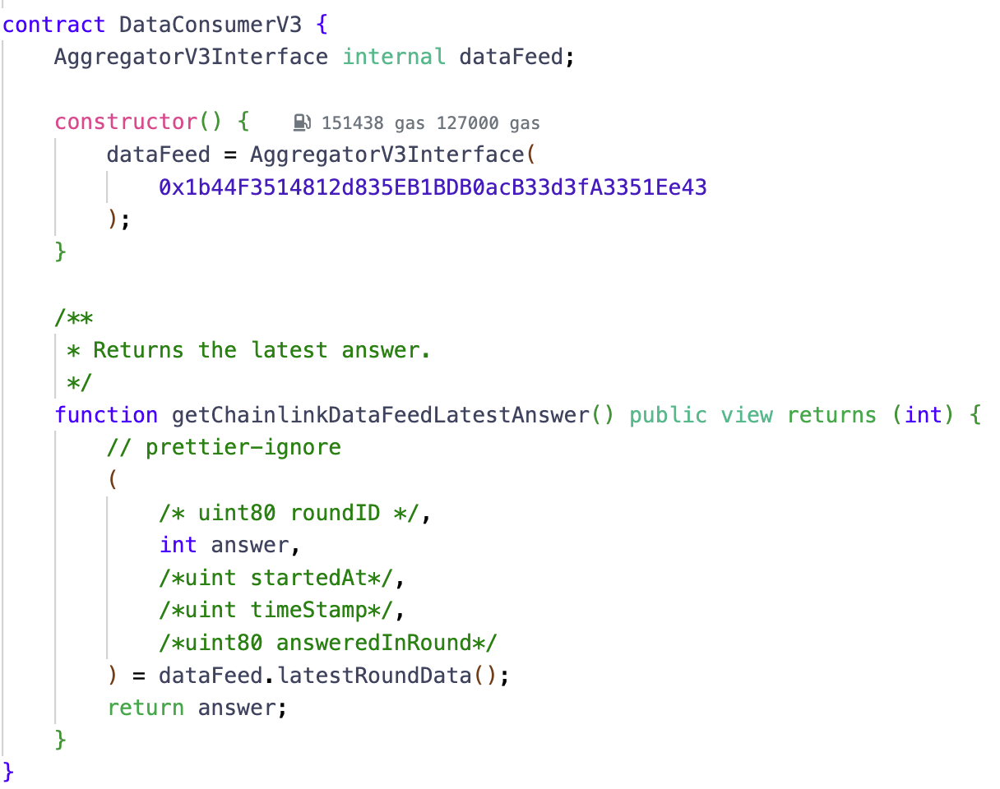 contract DataConsumerV3 {
    AggregatorV3Interface internal dataFeed;

    constructor() {    151438 gas 127000 gas
        dataFeed = AggregatorV3Interface(
            0x1b44F3514812d835EB1BDB0acB33d3fA3351Ee43
        );
    }

    /**
     * Returns the latest answer.
     */
    function getChainlinkDataFeedLatestAnswer() public view returns (int) {
        // prettier-ignore
        (
            /* uint80 roundID */,
            int answer,
            /*uint startedAt*/,
            /*uint timeStamp*/,
            /*uint80 answeredInRound*/
        ) = dataFeed.latestRoundData();
        return answer;
    }
}